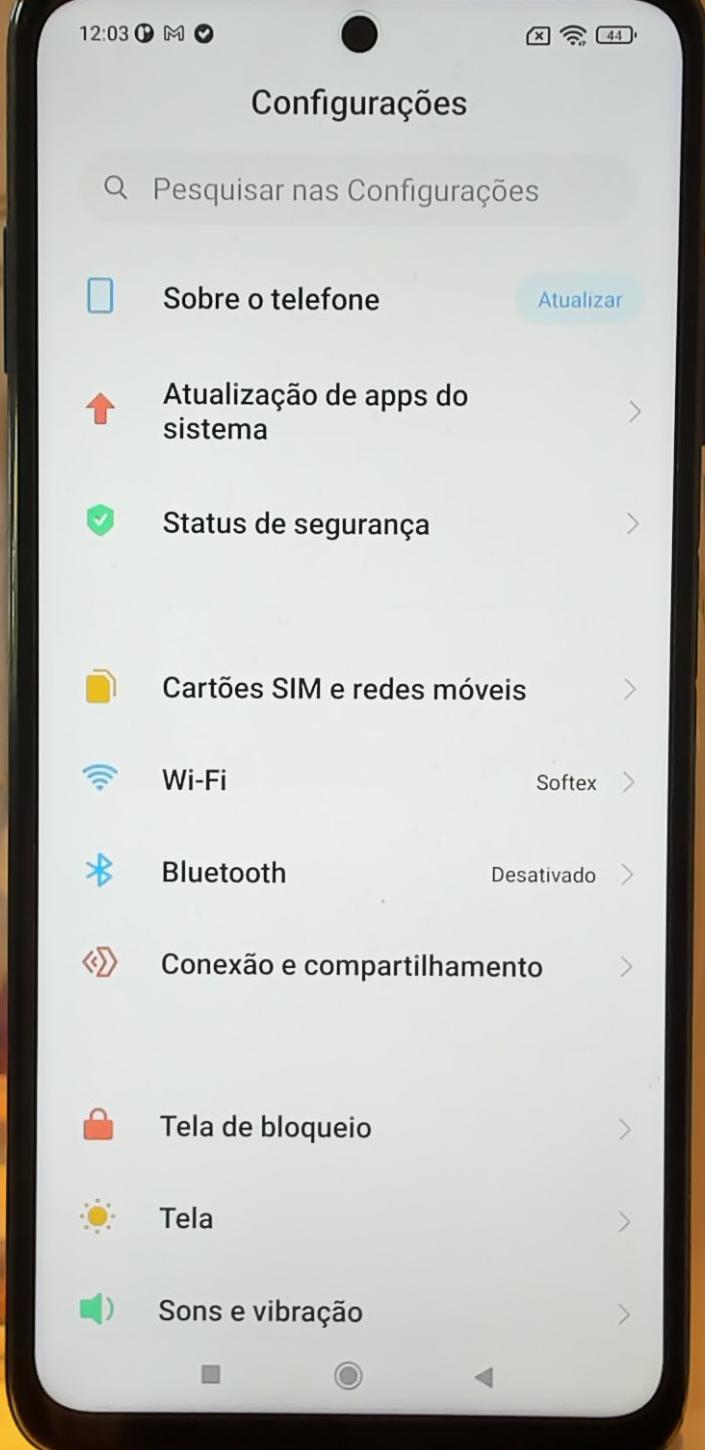 12:03
44
Configurações
Pesquisar nas Configurações
Sobre o telefone
Atualizar
Atualização de apps do
sistema
Status de segurança
Cartões SIM e redes móveis
Wi-Fi
Softex
Bluetooth
Desativado
Conexão e compartilhamento
Tela de bloqueio
Tela
Sons e vibração